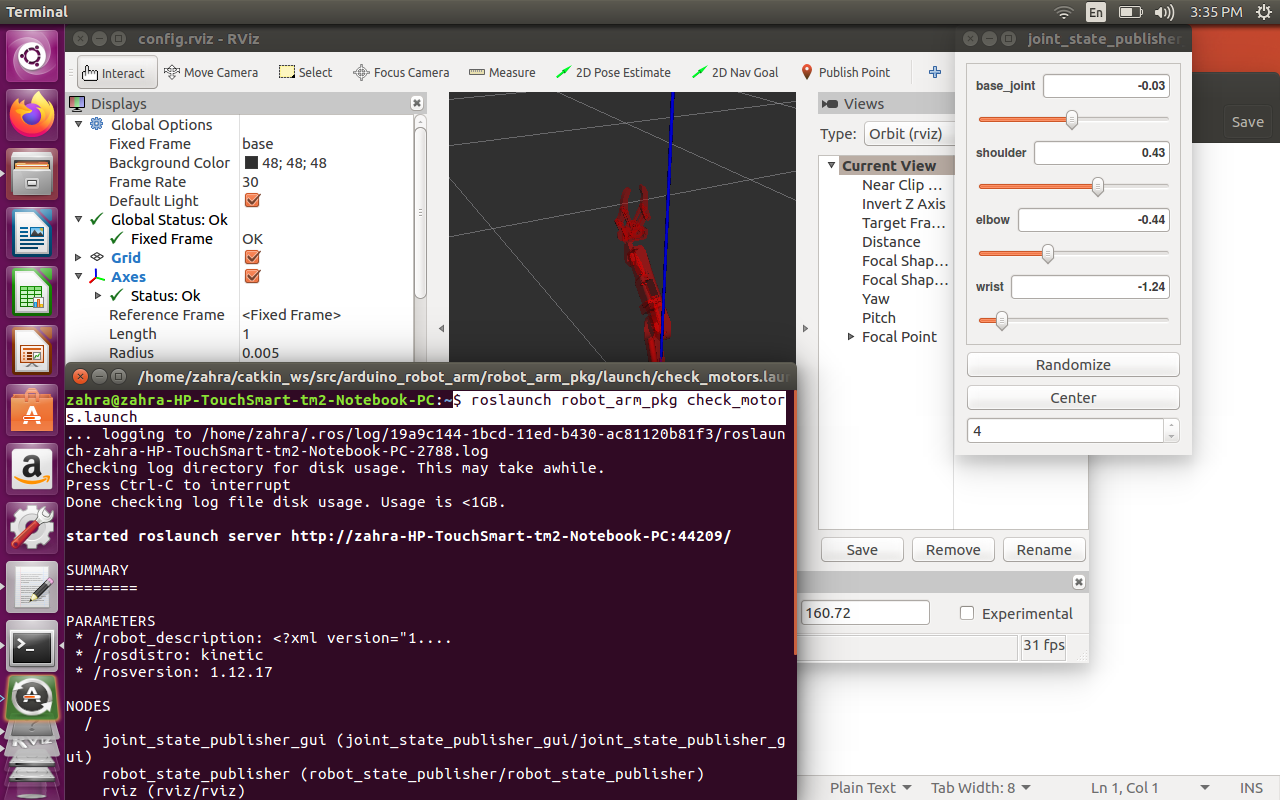 Terminal
En
3:35 PM
config.rviz - RViz
Interact
Move Camera
Select
Focus Camera
Measure
2D Pose Estimate
2D Nav Goal
Publish Point
Displays
Global Options
Fixed Frame base
Background Color 48; 48; 48
Frame Rate 30
Default Light
Global Status: Ok
Fixed Frame OK
Grid
Axes
Status: Ok
Reference Frame <Fixed Frame>
Length 1
Radius 0.005
Views
Type: Orbit (rviz)
Current View
Near Clip ...
Invert Z Axis
Target Fra...
Distance
Focal Shap...
Focal Shap...
Yaw
Pitch
Focal Point
Save
Remove
Rename
160.72
Experimental
31 fps
joint_state_publisher
base_joint -0.03
shoulder 0.43
elbow -0.44
wrist -1.24
Randomize
Center
4
Save
/home/zahra/catkin_ws/src/arduino_robot_arm/robot_arm_pkg/launch/check_motors.lau
zahra@zahra-HP-TouchSmart-tm2-Notebook-PC:~$ roslaunch robot_arm_pkg check_motor
s.launch
... logging to /home/zahra/.ros/log/19a9c144-1bcd-11ed-b430-ac81120b81f3/roslaun
ch-zahra-HP-TouchSmart-tm2-Notebook-PC-2788.log
Checking log directory for disk usage. This may take awhile.
Press Ctrl-C to interrupt
Done checking log file disk usage. Usage is <1GB.
started roslaunch server http://zahra-HP-TouchSmart-tm2-Notebook-PC:44209/
SUMMARY
========
PARAMETERS
* /robot_description: <?xml version="1....
* /rosdistro: kinetic
* /rosversion: 1.12.17
NODES
/
joint_state_publisher_gui (joint_state_publisher_gui/joint_state_publisher_g
ui)
robot_state_publisher (robot_state_publisher/robot_state_publisher)
rviz (rviz/rviz)
Plain Text
Tab Width: 8
Ln 1, Col 1
INS